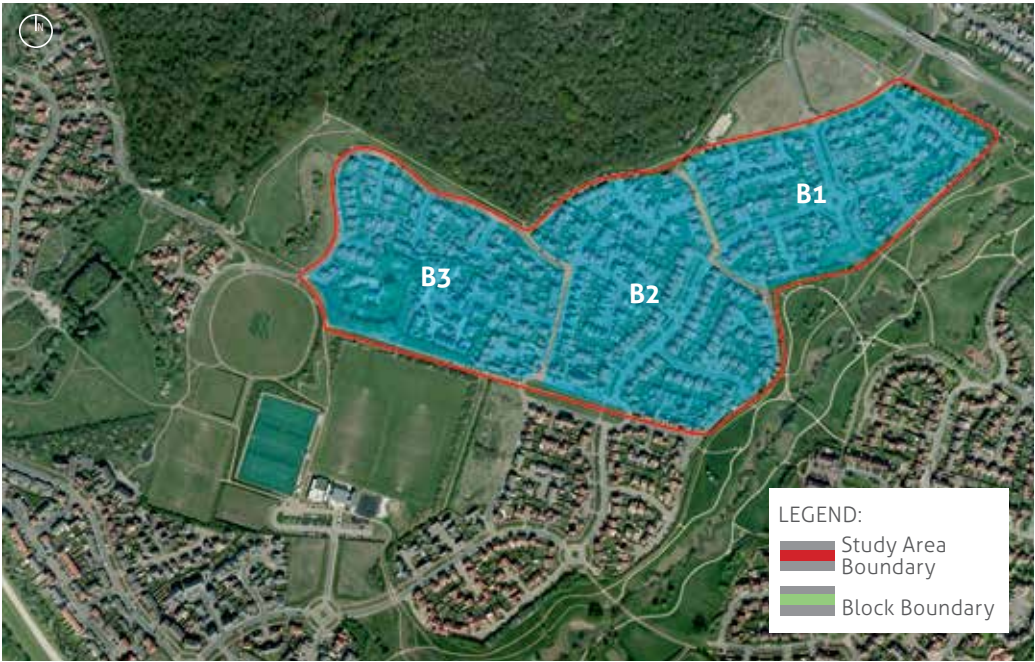 N
B1
B3
B2
LEGEND:
Study Area
Boundary
Block Boundary